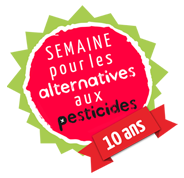 SEMAINE
pour les
alternatives
aux
pesticides
10 ans